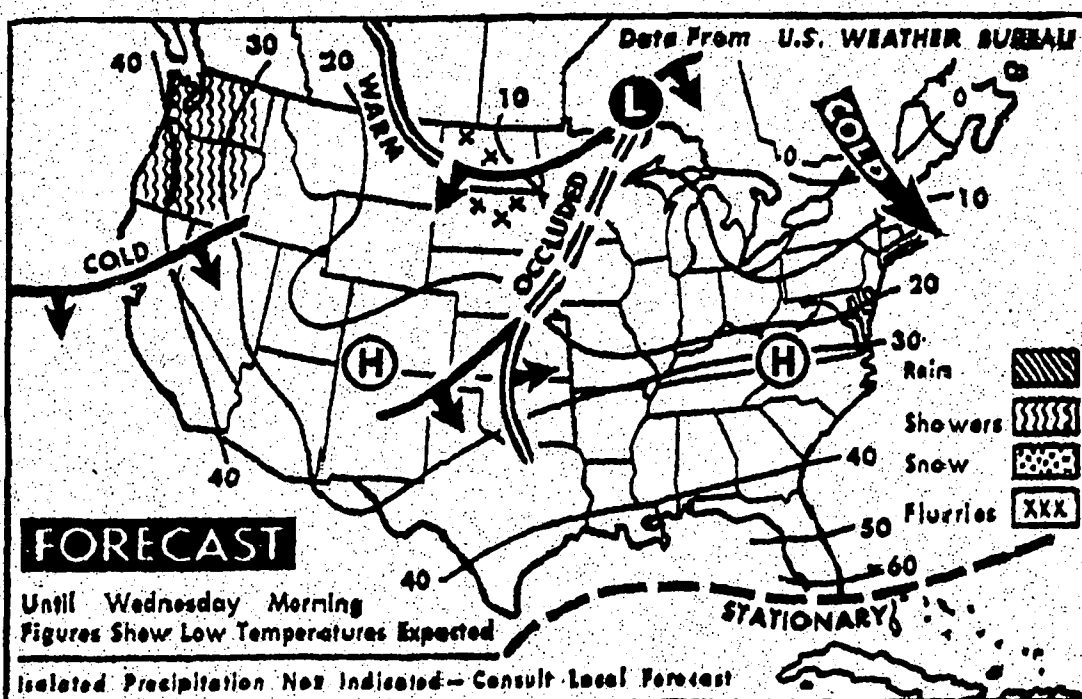 Data From U.S. WEATHER BUREAU
40
30
20
10
WARM
L
COLD
0
0
10
OCCLUDED
COLD
20
30
H
H
Rain
Showers
Snow
Flurries XXX
40
40
50
60
40
STATIONARY
FORECAST
Until Wednesday Morning
Figures Show Low Temperatures Expected
Isolated Precipitation Not Indicated — Consult Local Forecast